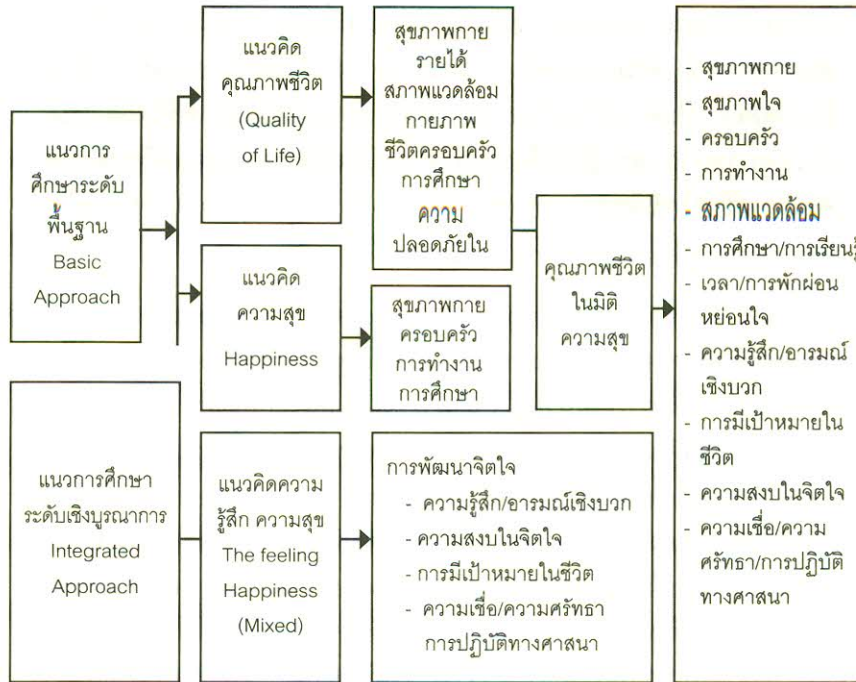 แนวการ
ศึกษาระดับ
พื้นฐาน
Basic
Approach
แนวคิด
คุณภาพชีวิต
(Quality
of Life)
สุขภาพกาย
รายได้
สภาพแวดล้อม
กายภาพ
ชีวิตครอบครัว
การศึกษา
ความ
ปลอดภัยใน
แนวคิด
ความสุข
Happiness
สุขภาพกาย
ครอบครัว
การทำงาน
การศึกษา
คุณภาพชีวิต
ในมิติ
ความสุข
แนวการศึกษา
ระดับเชิงบูรณาการ
Integrated
Approach
แนวคิดความ
รู้สึก ความสุข
The feeling
Happiness
(Mixed)
การพัฒนาจิตใจ
- ความรู้สึก/อารมณ์เชิงบวก
- ความสงบในจิตใจ
- การมีเป้าหมายในชีวิต
- ความเชื่อ/ความศรัทธา
การปฏิบัติทางศาสนา
- สุขภาพกาย
- สุขภาพใจ
- ครอบครัว
- การทำงาน
- สภาพแวดล้อม
- การศึกษา/การเรียนรู้
- เวลา/การพักผ่อน
หย่อนใจ
- ความรู้สึก/อารมณ์
เชิงบวก
- การมีเป้าหมายใน
ชีวิต
- ความสงบในจิตใจ
- ความเชื่อ/ความ
ศรัทธา/การปฏิบัติ
ทางศาสนา